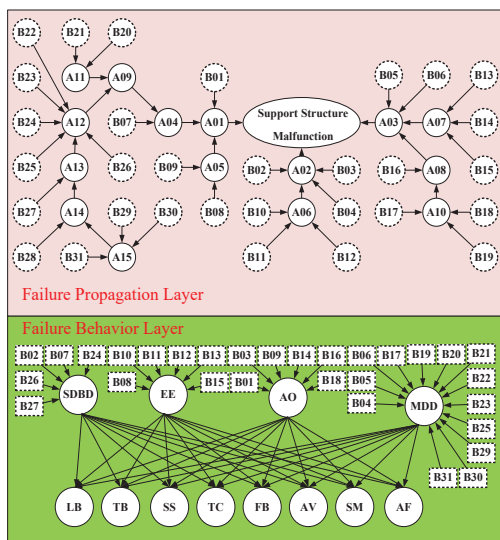 B22 B21 B20
B01
B05 B06 B13
B23 A11 A09
Support Structure
Malfunction
B24 A12 B07 A04 A01 A03 A07 B14
B25 A13 B26 B09 A05 B02 A02 B03 B16 A08 B15
B27 A14 B29 B30 B08 B10 A06 B04 B17 A10 B18
B28 B31 A15 B11 B12 B19
Failure Propagation Layer
Failure Behavior Layer
B02 B07 B24 B10 B11 B12 B13 B03 B09 B14 B16 B06 B17 B19 B20 B21
B26 SDBD B08 EE B15 B01 AO B18 B05 B22
B27 B04 MDD B23
B25
B29
B31 B30
LB TB SS TC FB AV SM AF